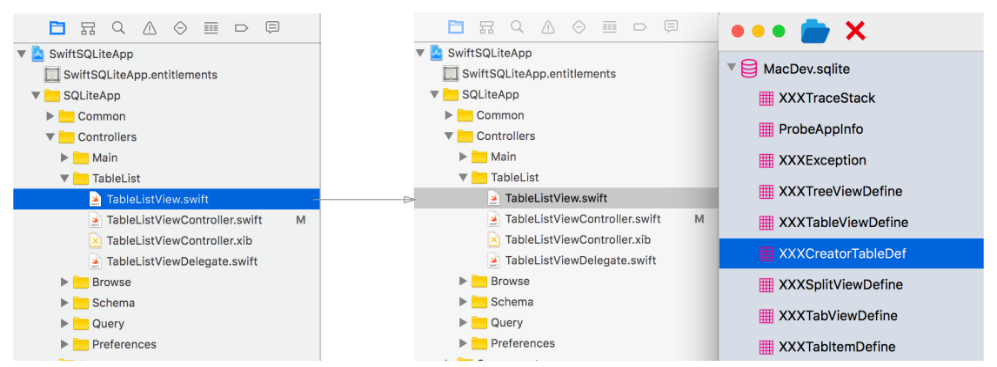 SwiftSQLiteApp
SwiftSQLiteApp.entitlements
SQLiteApp
Common
Controllers
Main
TableList
TableListView.swift
TableListViewController.swift M
TableListViewController.xib
TableListViewDelegate.swift
Browse
Schema
Query
Preferences
SwiftSQLiteApp
SwiftSQLiteApp.entitlements
SQLiteApp
Common
Controllers
Main
TableList
TableListView.swift
TableListViewController.swift M
TableListViewController.xib
TableListViewDelegate.swift
Browse
Schema
Query
Preferences
MacDev.sqlite
XXXTraceStack
ProbeAppInfo
XXXException
XXXTreeViewDefine
XXXTableViewDefine
XXXCreatorTableDef
XXXSplitViewDefine
XXXTabViewDefine
XXXTabItemDefine